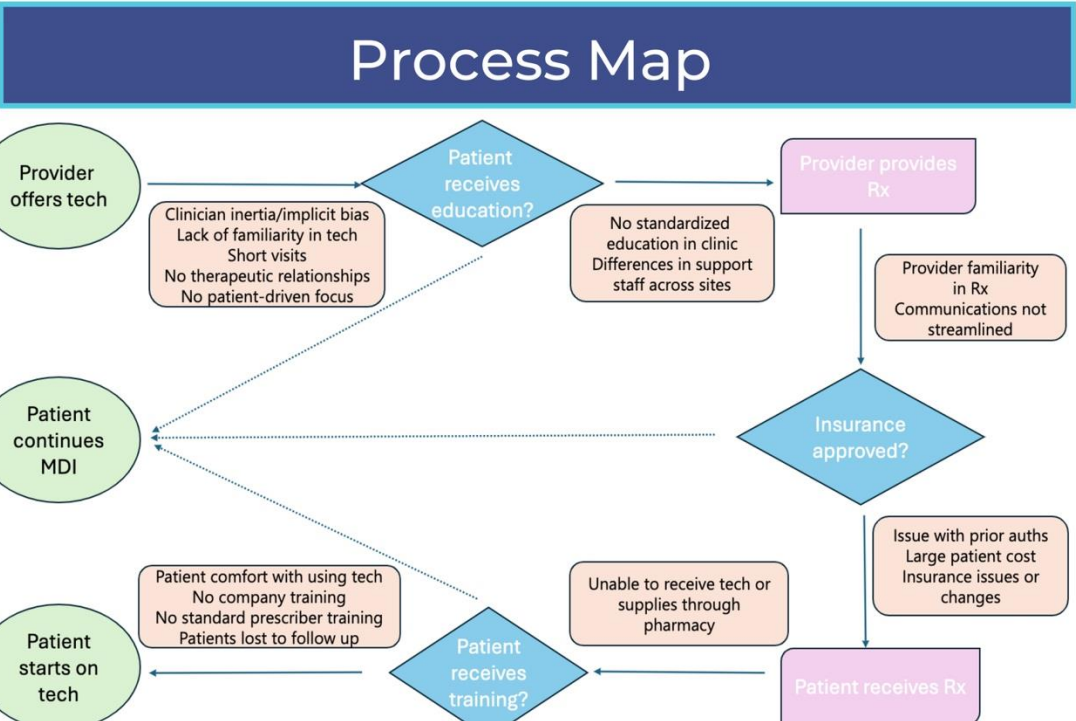 Process Map
Provider
offers tech
Clinician inertia/implicit bias
Lack of familiarity in tech
Short visits
No therapeutic relationships
No patient-driven focus
Patient
receives
education?
No standardized
education in clinic
Differences in support
staff across sites
Provider provides
Rx
Provider familiarity
in Rx
Communications not
streamlined
Patient
continues
MDI
Insurance
approved?
Issue with prior auths
Large patient cost
Insurance issues or
changes
Patient receives Rx
Unable to receive tech or
supplies through
pharmacy
Patient
receives
training?
Patient comfort with using tech
No company training
No standard prescriber training
Patients lost to follow up
Patient
starts on
tech